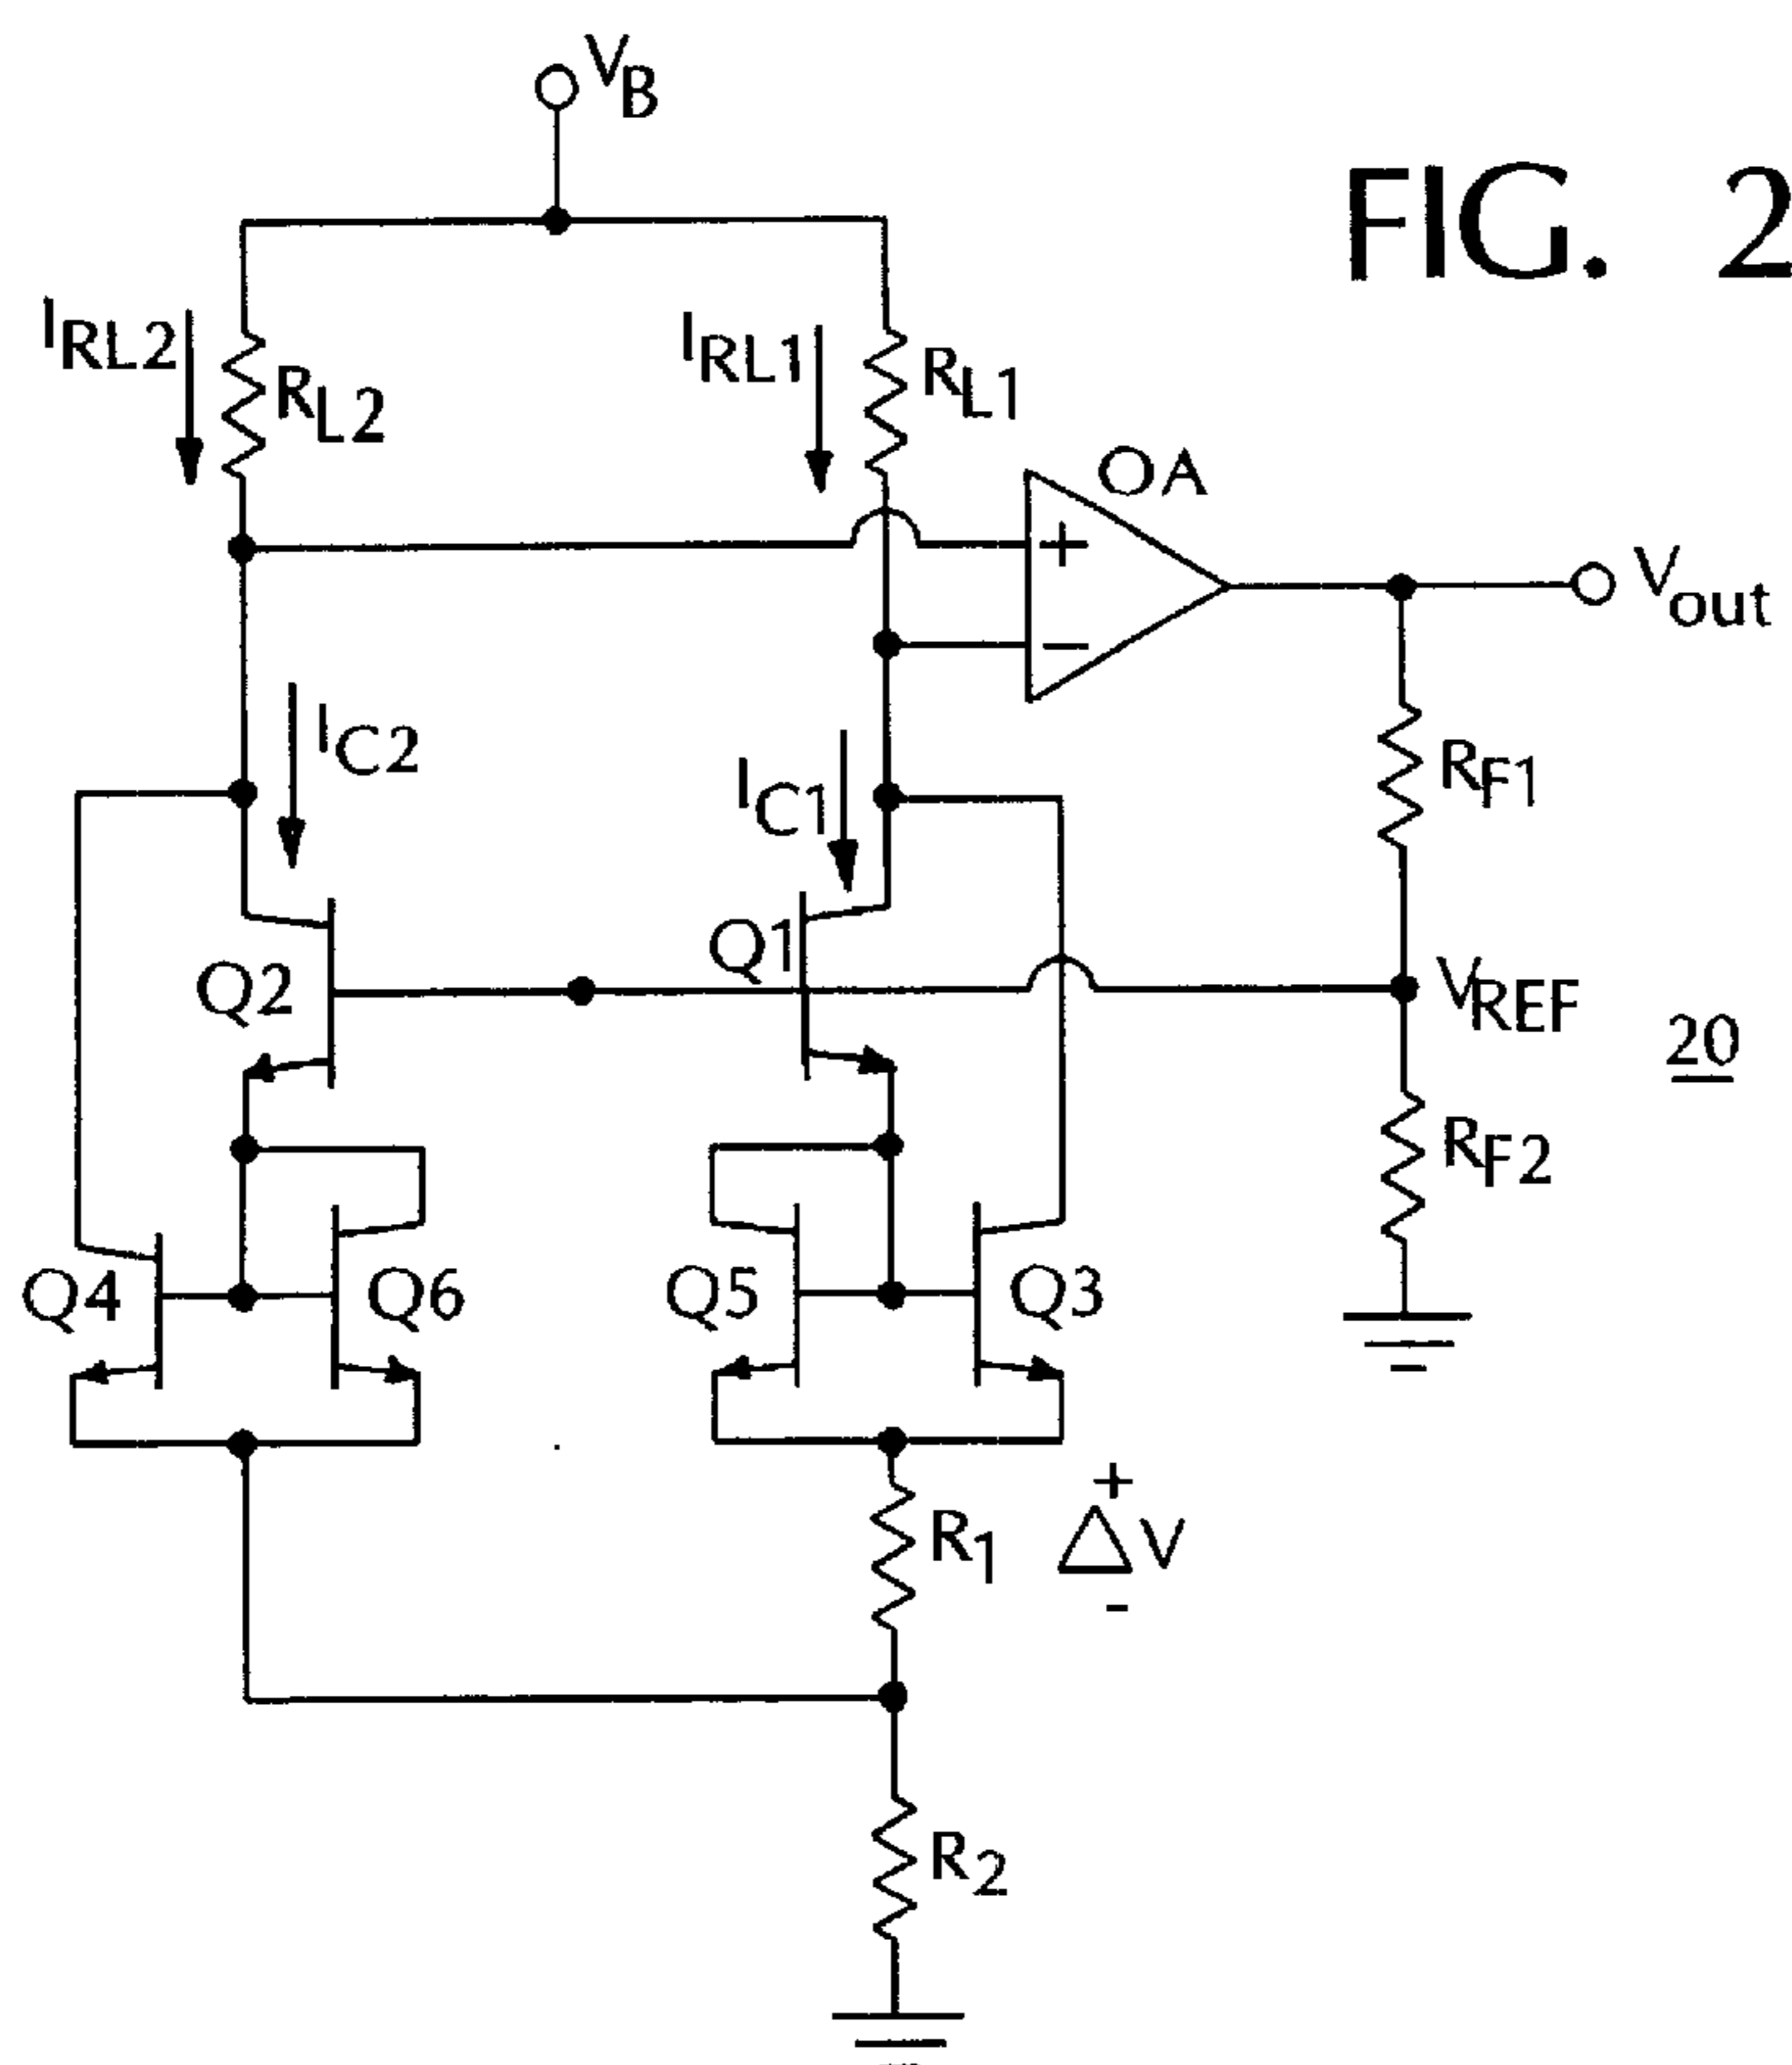 V_B
FIG. 2
I_RL2
R_L2
I_RL1
R_L1
OA
+
−
V_out
I_C2
I_C1
R_F1
Q2
Q1
V_REF
20
R_F2
Q4
Q6
Q5
Q3
R_1
+
ΔV
-
R_2